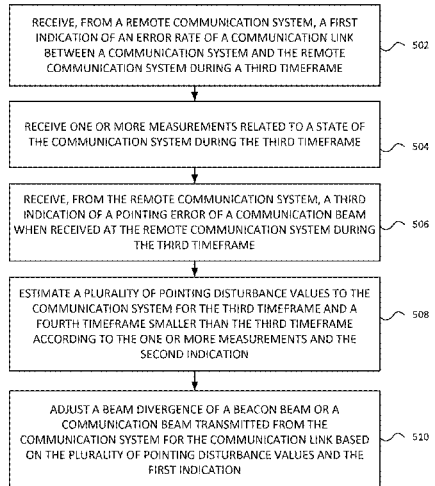 RECEIVE, FROM A REMOTE COMMUNICATION SYSTEM, A FIRST
INDICATION OF AN ERROR RATE OF A COMMUNICATION LINK
BETWEEN A COMMUNICATION SYSTEM AND THE REMOTE
COMMUNICATION SYSTEM DURING A THIRD TIMEFRAME
502
RECEIVE ONE OR MORE MEASUREMENTS RELATED TO A STATE OF
THE COMMUNICATION SYSTEM DURING THE THIRD TIMEFRAME
504
RECEIVE, FROM THE REMOTE COMMUNICATION SYSTEM, A THIRD
INDICATION OF A POINTING ERROR OF A COMMUNICATION BEAM
WHEN RECEIVED AT THE REMOTE COMMUNICATION SYSTEM DURING
THE THIRD TIMEFRAME
506
ESTIMATE A PLURALITY OF POINTING DISTURBANCE VALUES TO THE
COMMUNICATION SYSTEM FOR THE THIRD TIMEFRAME AND A
FOURTH TIMEFRAME SMALLER THAN THE THIRD TIMEFRAME
ACCORDING TO THE ONE OR MORE MEASUREMENTS AND THE
SECOND INDICATION
508
ADJUST A BEAM DIVERGENCE OF A BEACON BEAM OR A
COMMUNICATION BEAM TRANSMITTED FROM THE
COMMUNICATION SYSTEM FOR THE COMMUNICATION LINK BASED
ON THE PLURALITY OF POINTING DISTURBANCE VALUES AND THE
FIRST INDICATION
510